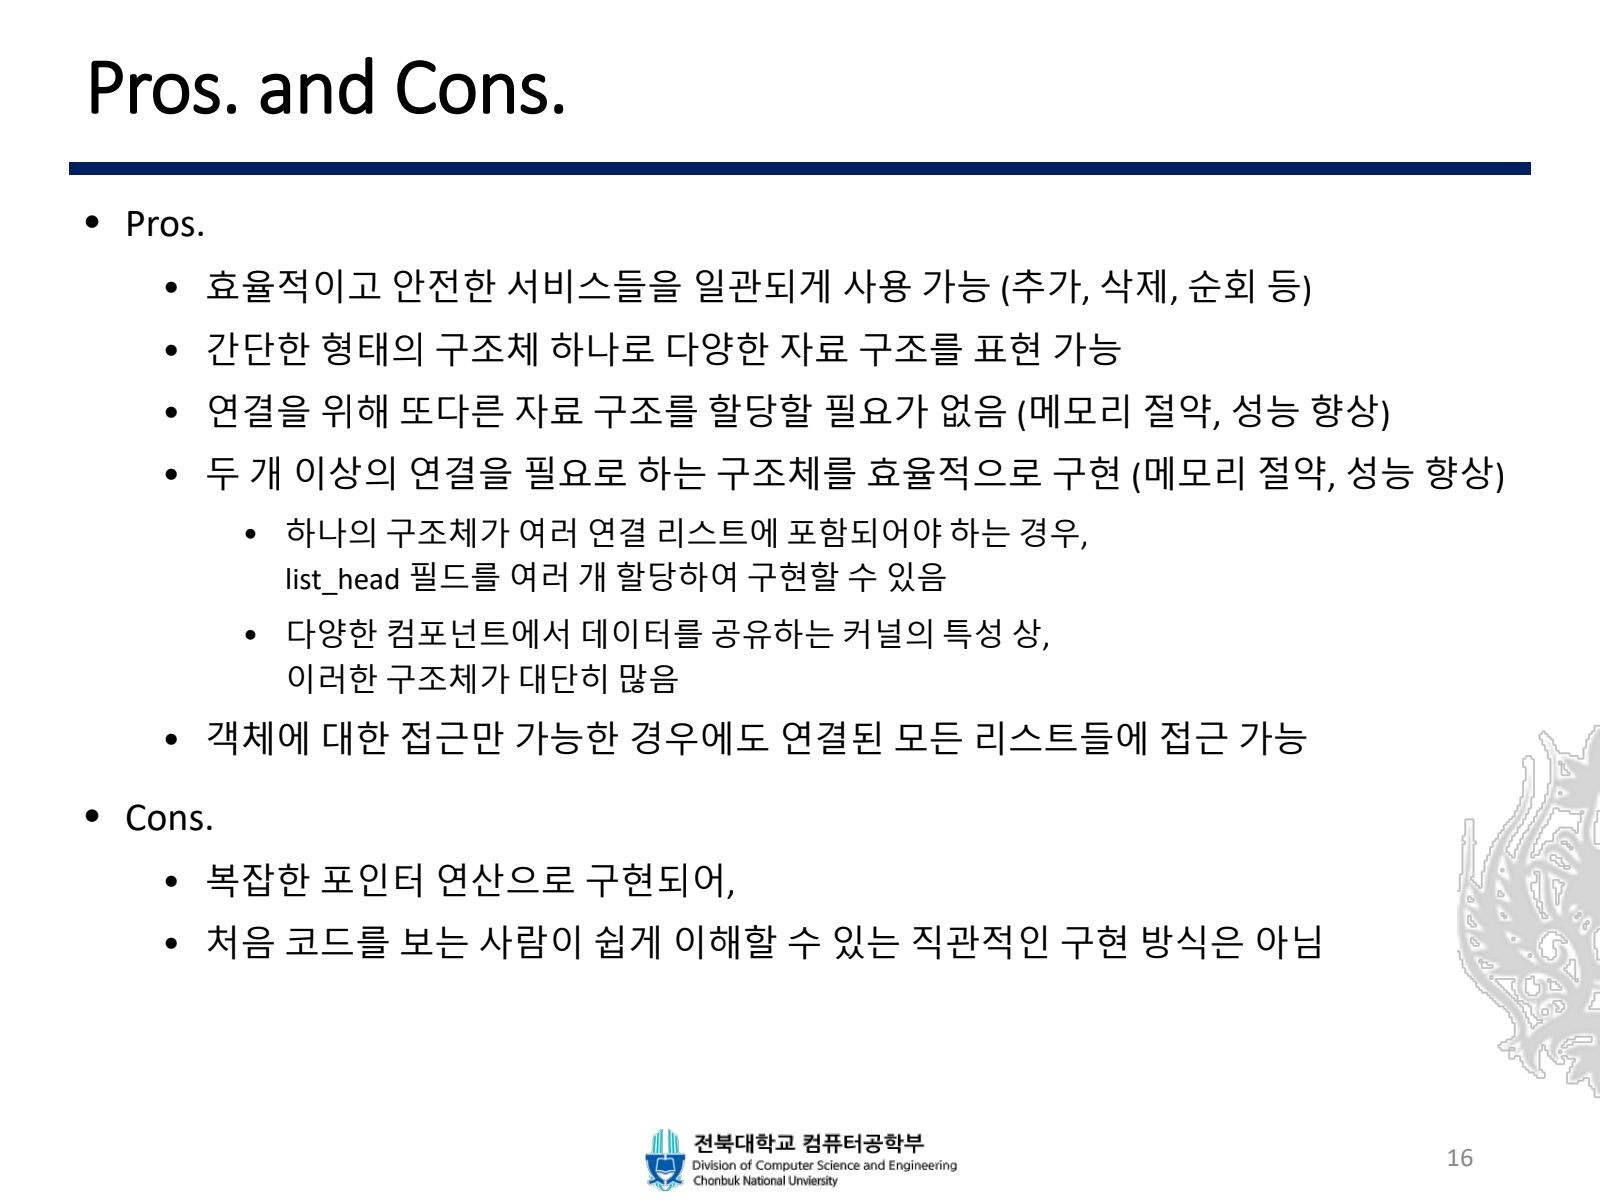 Pros. and Cons.
• Pros.
• 효율적이고 안전한 서비스들을 일관되게 사용 가능 (추가, 삭제, 순회 등)
• 간단한 형태의 구조체 하나로 다양한 자료 구조를 표현 가능
• 연결을 위해 또다른 자료 구조를 할당할 필요가 없음 (메모리 절약, 성능 향상)
• 두 개 이상의 연결을 필요로 하는 구조체를 효율적으로 구현 (메모리 절약, 성능 향상)
• 하나의 구조체가 여러 연결 리스트에 포함되어야 하는 경우,
list_head 필드를 여러 개 할당하여 구현할 수 있음
• 다양한 컴포넌트에서 데이터를 공유하는 커널의 특성 상,
이러한 구조체가 대단히 많음
• 객체에 대한 접근만 가능한 경우에도 연결된 모든 리스트들에 접근 가능
• Cons.
• 복잡한 포인터 연산으로 구현되어,
• 처음 코드를 보는 사람이 쉽게 이해할 수 있는 직관적인 구현 방식은 아님
전북대학교 컴퓨터공학부
Division of Computer Science and Engineering
Chonbuk National Unviersity
16